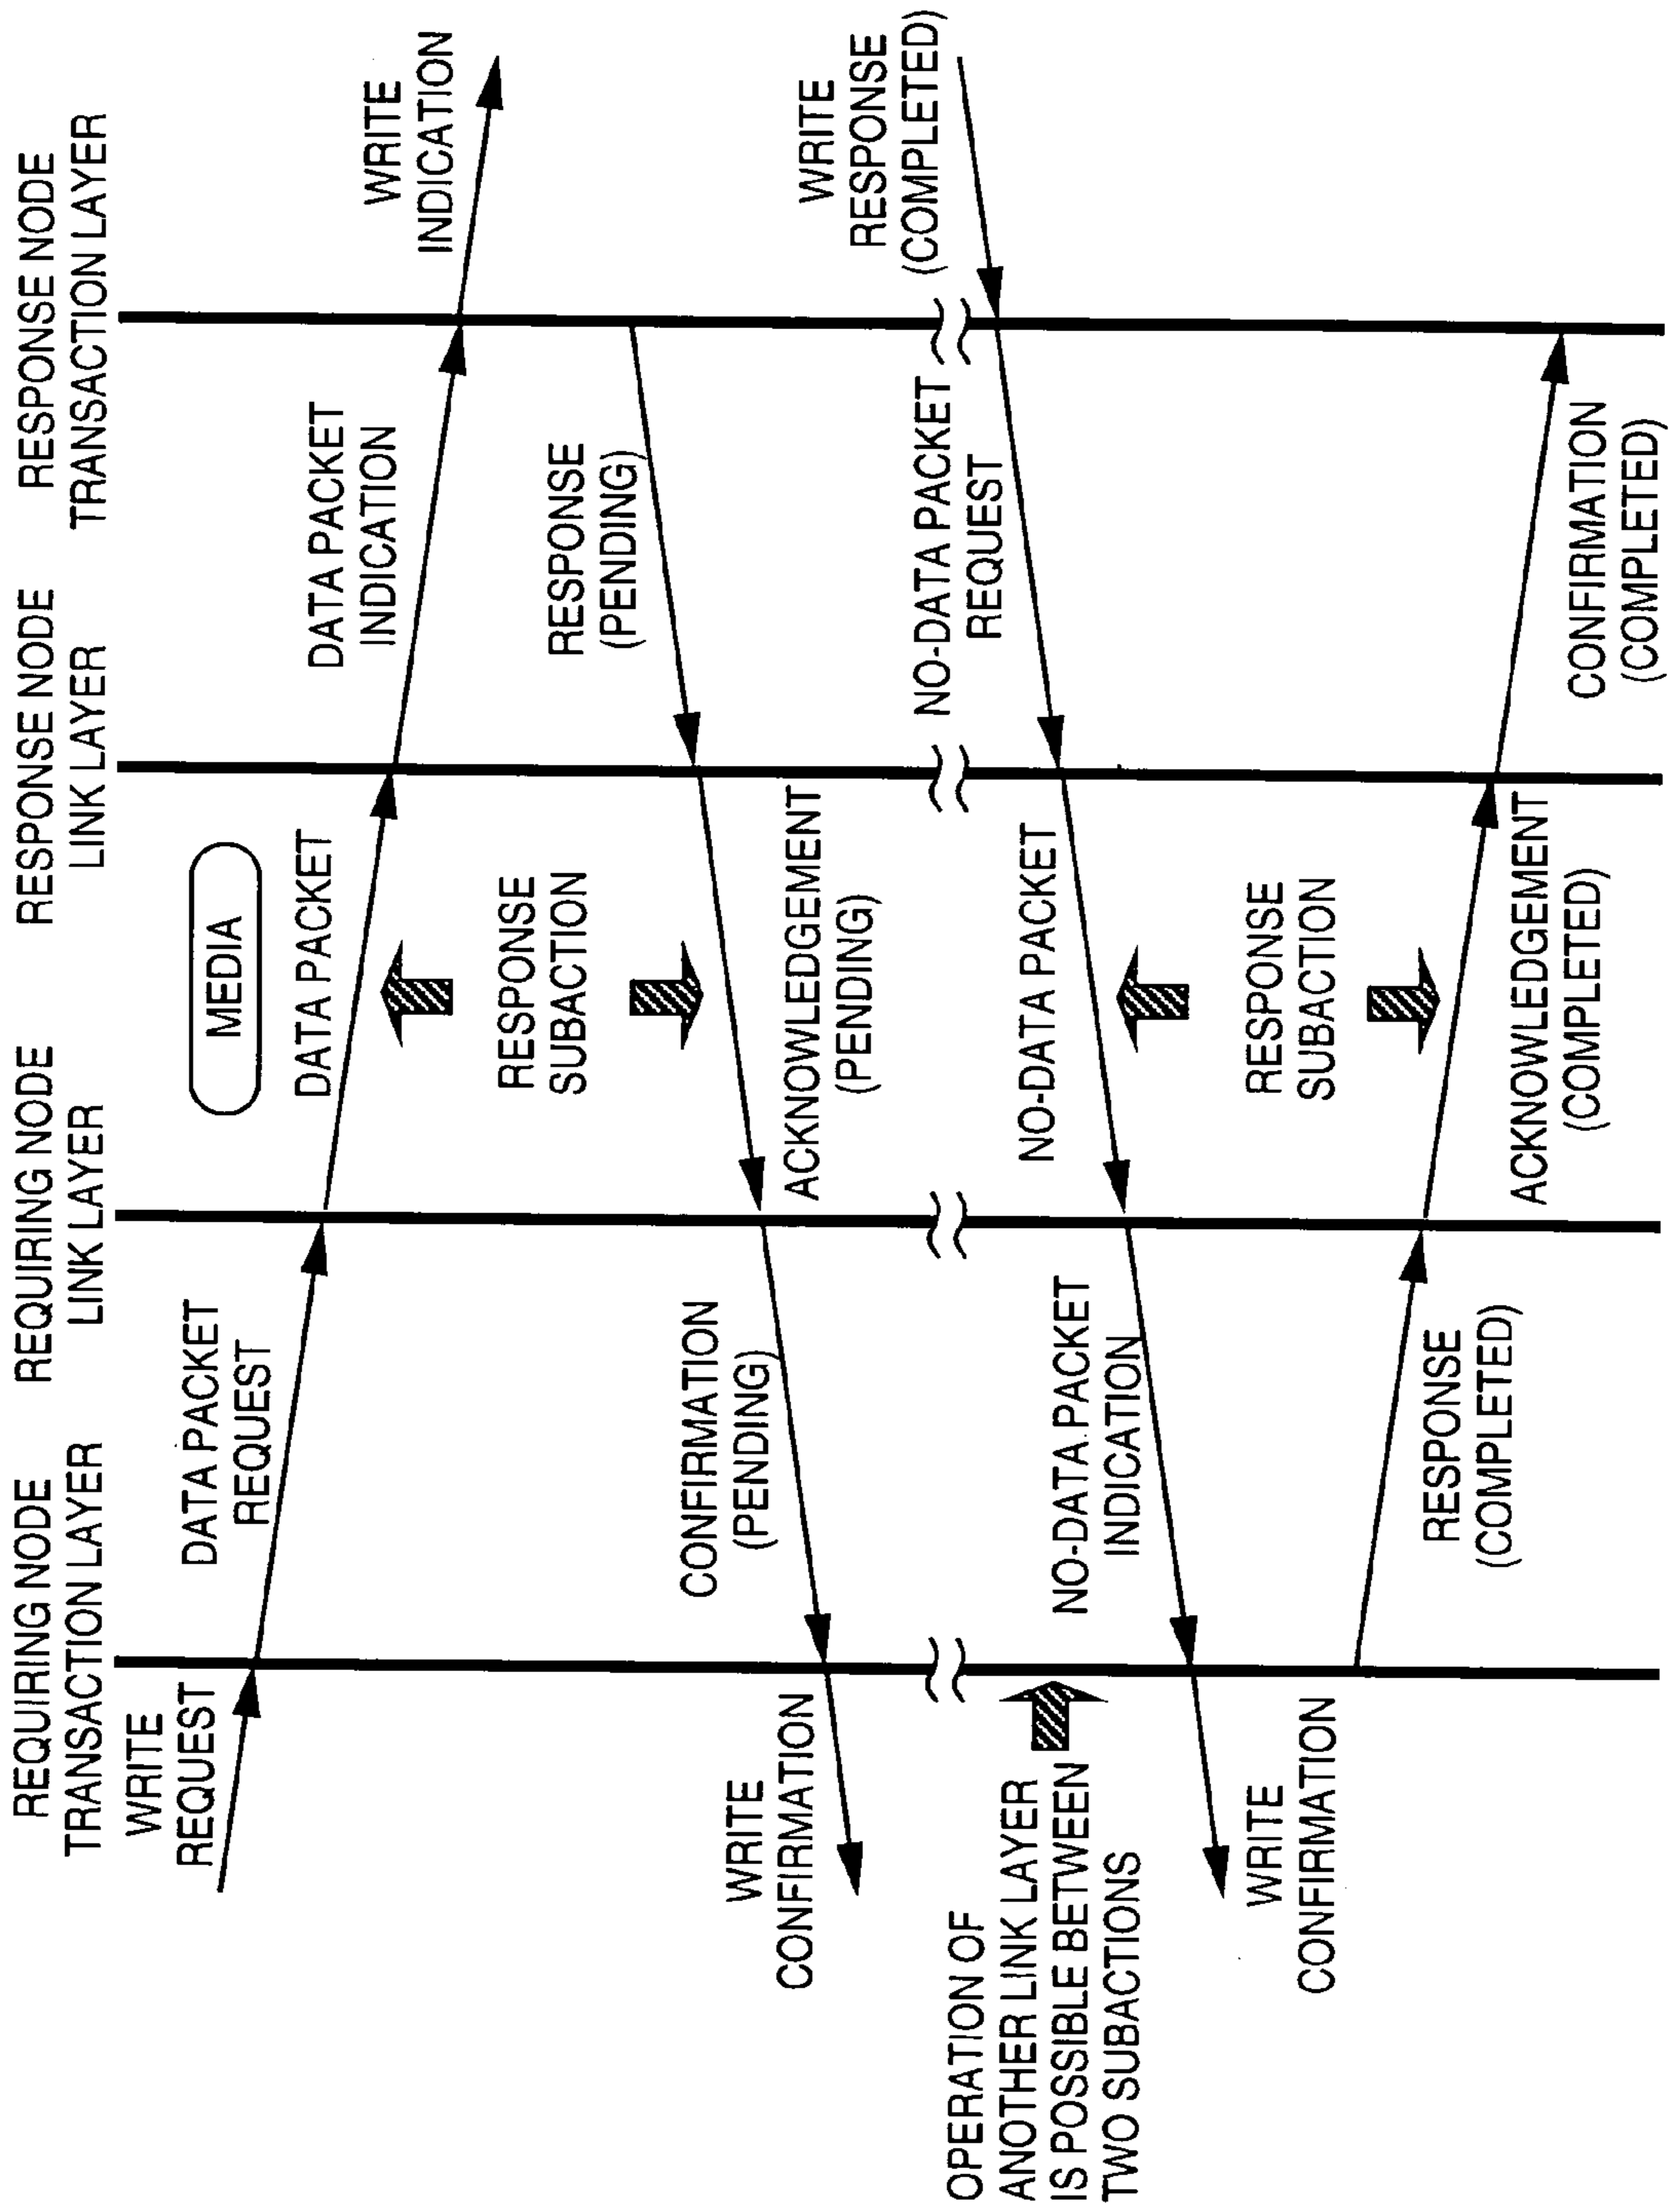 REQUIRING NODE
TRANSACTION LAYER
REQUIRING NODE
LINK LAYER
RESPONSE NODE
LINK LAYER
RESPONSE NODE
TRANSACTION LAYER
WRITE
REQUEST
DATA PACKET
REQUEST
MEDIA
DATA PACKET
DATA PACKET
INDICATION
WRITE
INDICATION
RESPONSE
SUBACTION
RESPONSE
(PENDING)
ACKNOWLEDGEMENT
(PENDING)
CONFIRMATION
(PENDING)
WRITE
CONFIRMATION
OPERATION OF
ANOTHER LINK LAYER
IS POSSIBLE BETWEEN
TWO SUBACTIONS
WRITE
RESPONSE
(COMPLETED)
NO-DATA PACKET
REQUEST
NO-DATA PACKET
NO-DATA PACKET
INDICATION
WRITE
CONFIRMATION
RESPONSE
SUBACTION
RESPONSE
(COMPLETED)
ACKNOWLEDGEMENT
(COMPLETED)
CONFIRMATION
(COMPLETED)